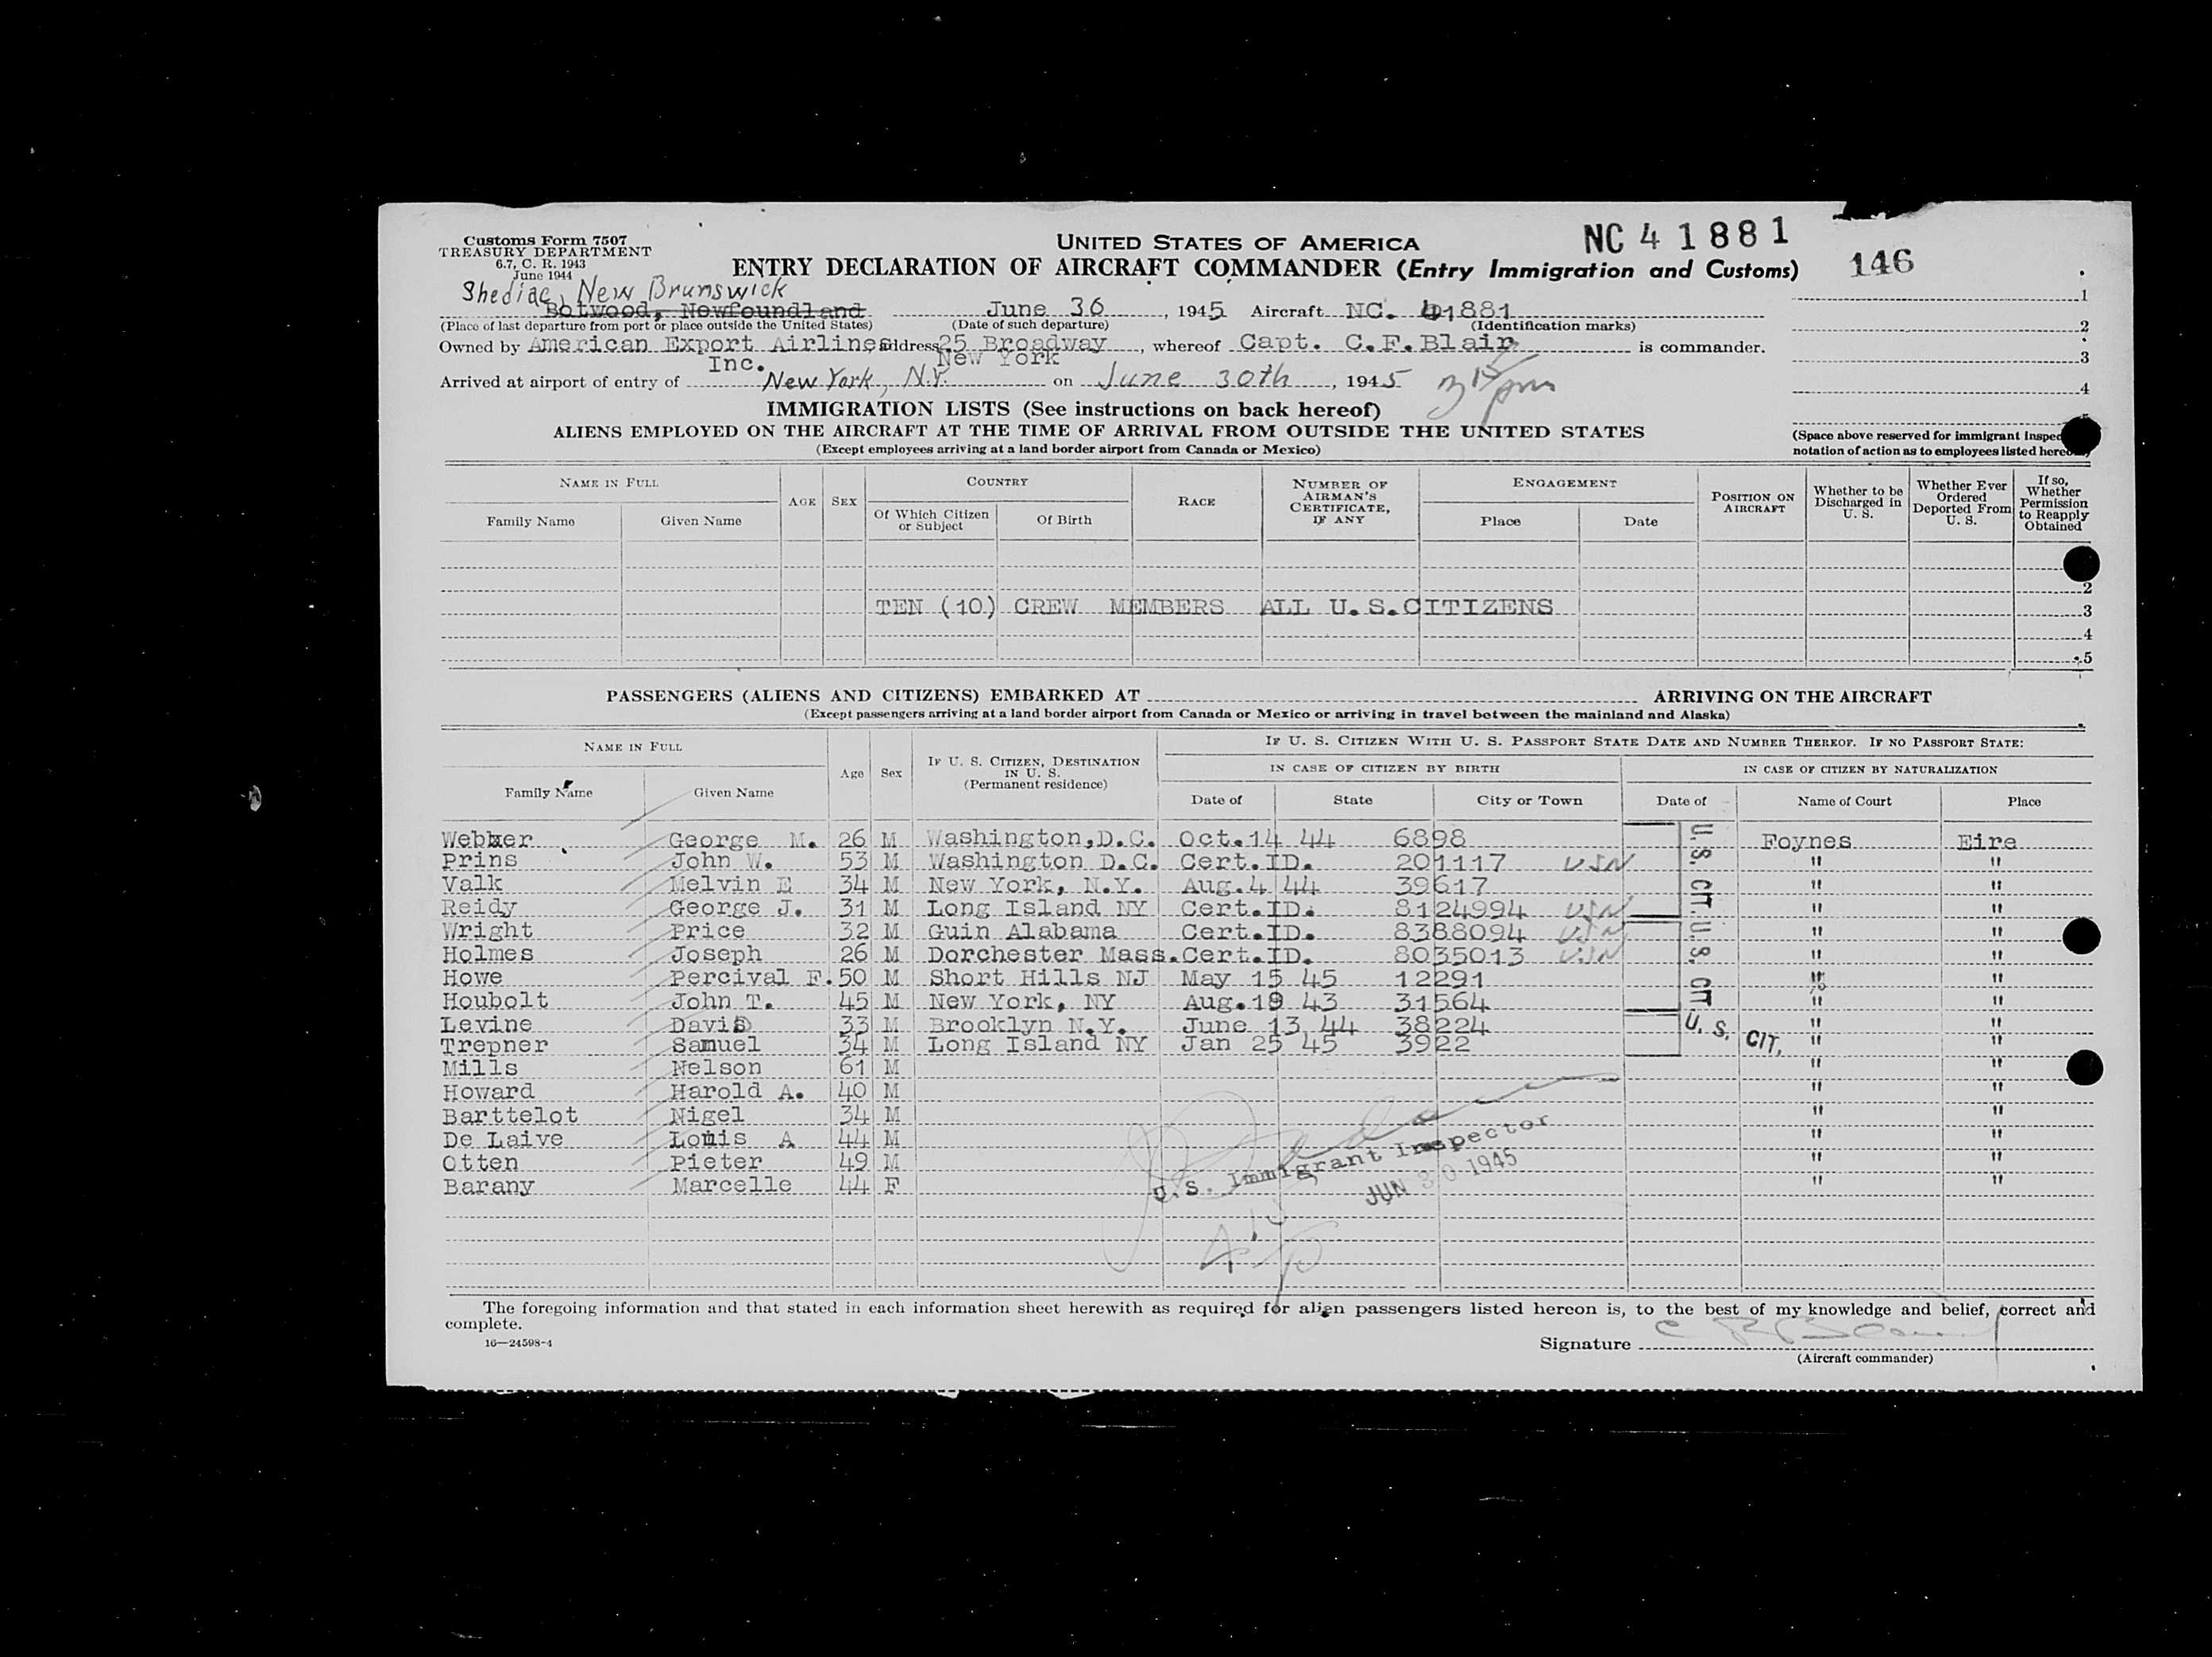 NC 4 1881
146
Customs Form 7507
TREASURY DEPARTMENT
6.7, C. R. 1943
June 1944
UNITED STATES OF AMERICA
ENTRY DECLARATION OF AIRCRAFT COMMANDER (Entry Immigration and Customs)
Shediac, New Brunswick
Botwood, Newfoundland June 30, 1945 Aircraft NC. 41881
(Place of last departure from port or place outside the United States) (Date of such departure) (Identification marks)
Owned by American Export Airlines address 25 Broadway, whereof Capt. C.F.Blair is commander.
Inc. New York
Arrived at airport of entry of New York, N.Y. on June 30th, 1945 3 15 pm
1
2
3
4
5
IMMIGRATION LISTS (See instructions on back hereof)
ALIENS EMPLOYED ON THE AIRCRAFT AT THE TIME OF ARRIVAL FROM OUTSIDE THE UNITED STATES
(Except employees arriving at a land border airport from Canada or Mexico)
(Space above reserved for immigrant inspec
notation of action as to employees listed hereon)
NAME IN FULL AGE SEX COUNTRY RACE NUMBER OF AIRMAN'S CERTIFICATE, IF ANY ENGAGEMENT POSITION ON AIRCRAFT Whether to be Discharged in U. S. Whether Ever Ordered Deported From U. S. If so, Whether Permission to Reapply Obtained
Family Name Given Name Of Which Citizen or Subject Of Birth Place Date
2
TEN (10) CREW MEMBERS ALL U.S.CITIZENS 3
4
5
PASSENGERS (ALIENS AND CITIZENS) EMBARKED AT ARRIVING ON THE AIRCRAFT
(Except passengers arriving at a land border airport from Canada or Mexico or arriving in travel between the mainland and Alaska)
NAME IN FULL Age Sex IF U. S. CITIZEN, DESTINATION IN U. S. (Permanent residence) IF U. S. CITIZEN WITH U. S. PASSPORT STATE DATE AND NUMBER THEREOF. IF NO PASSPORT STATE:
IN CASE OF CITIZEN BY BIRTH IN CASE OF CITIZEN BY NATURALIZATION
Family Name Given Name Date of State City or Town Date of Name of Court Place
Webber George M. 26 M Washington,D.C. Oct.14 44 6898 U.S. CIT. Foynes Eire
Prins John W. 53 M Washington D.C. Cert.ID. 201117 USN " "
Valk Melvin E 34 M New York, N.Y. Aug.4 44 39617 " "
Reidy George J. 31 M Long Island NY Cert.ID. 8124994 USN " "
Wright Price 32 M Guin Alabama Cert.ID. 8388094 USN U.S. CIT " "
Holmes Joseph 26 M Dorchester Mass. Cert.ID. 8035013 USN " "
Howe Percival F. 50 M Short Hills NJ May 15 45 12291 " "
Houbolt John T. 45 M New York, NY Aug.19 43 31564 " "
Levine David 33 M Brooklyn N.Y. June 13 44 38224 U. S. CIT. " "
Trepner Samuel 34 M Long Island NY Jan 25 45 3922 " "
Mills Nelson 61 M " "
Howard Harold A. 40 M " "
Barttelot Nigel 34 M " "
De Laive Louis A 44 M " "
Otten Pieter 49 M " "
Barany Marcelle 44 F " "
U.S. Immigrant Inspector
JUN 30 1945
The foregoing information and that stated in each information sheet herewith as required for alien passengers listed hereon is, to the best of my knowledge and belief, correct and
complete.
16—24598-4
Signature C F Blair
(Aircraft commander)